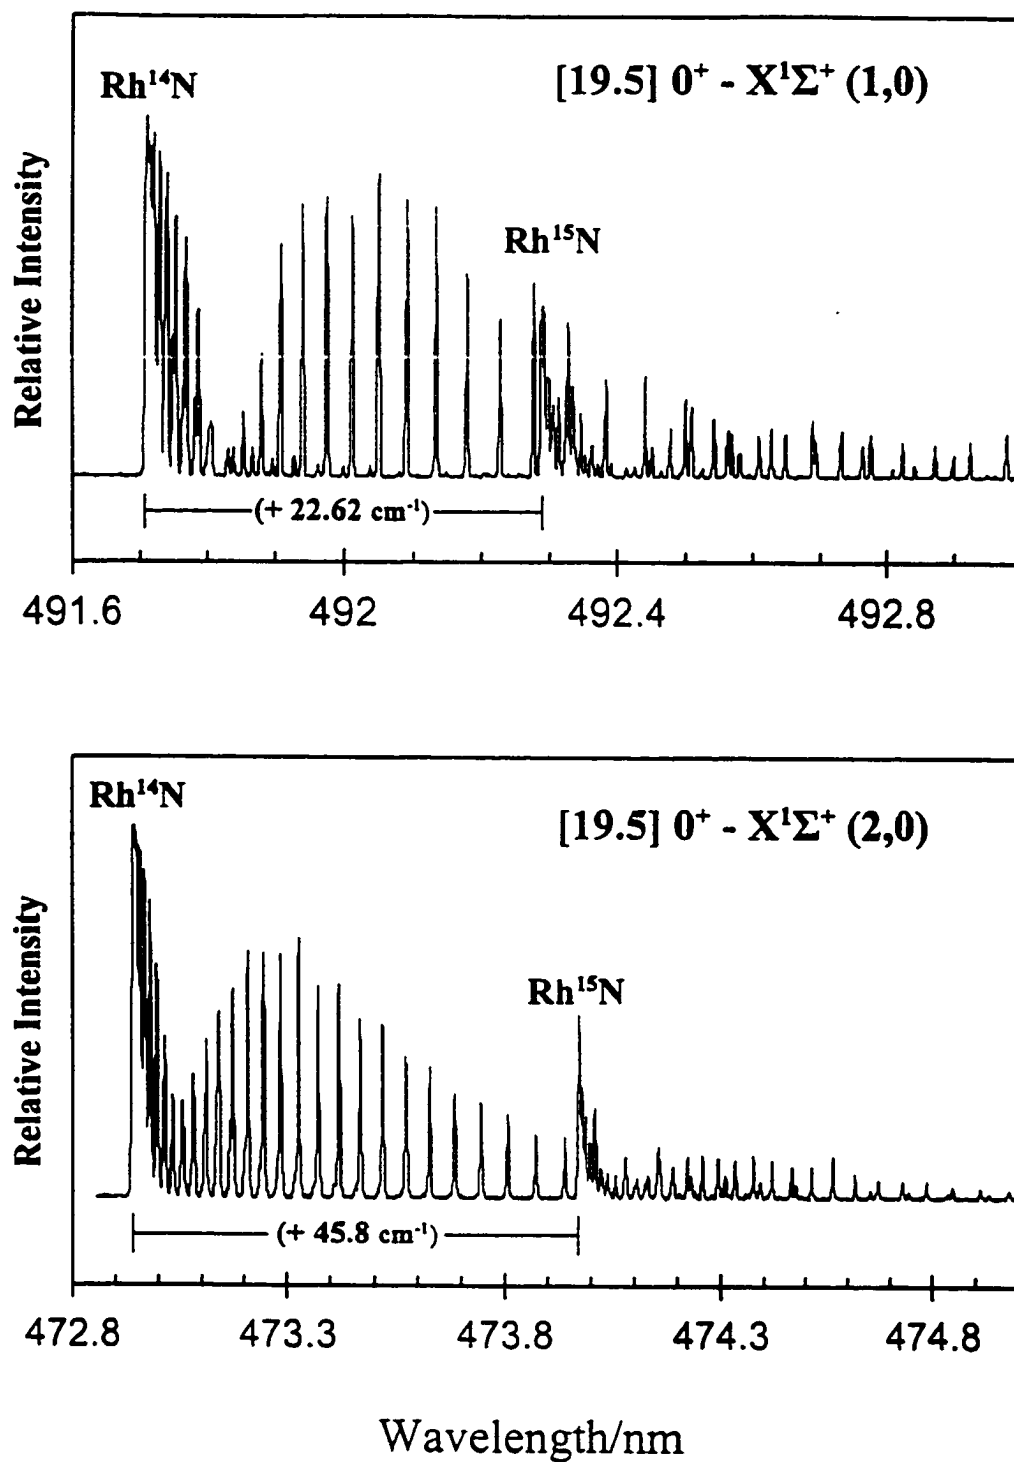 Rh¹⁴N
[19.5] 0⁺ - X¹Σ⁺ (1,0)
Relative Intensity
Rh¹⁵N
(+ 22.62 cm⁻¹)
491.6 492 492.4 492.8
Rh¹⁴N
[19.5] 0⁺ - X¹Σ⁺ (2,0)
Relative Intensity
Rh¹⁵N
(+ 45.8 cm⁻¹)
472.8 473.3 473.8 474.3 474.8
Wavelength/nm